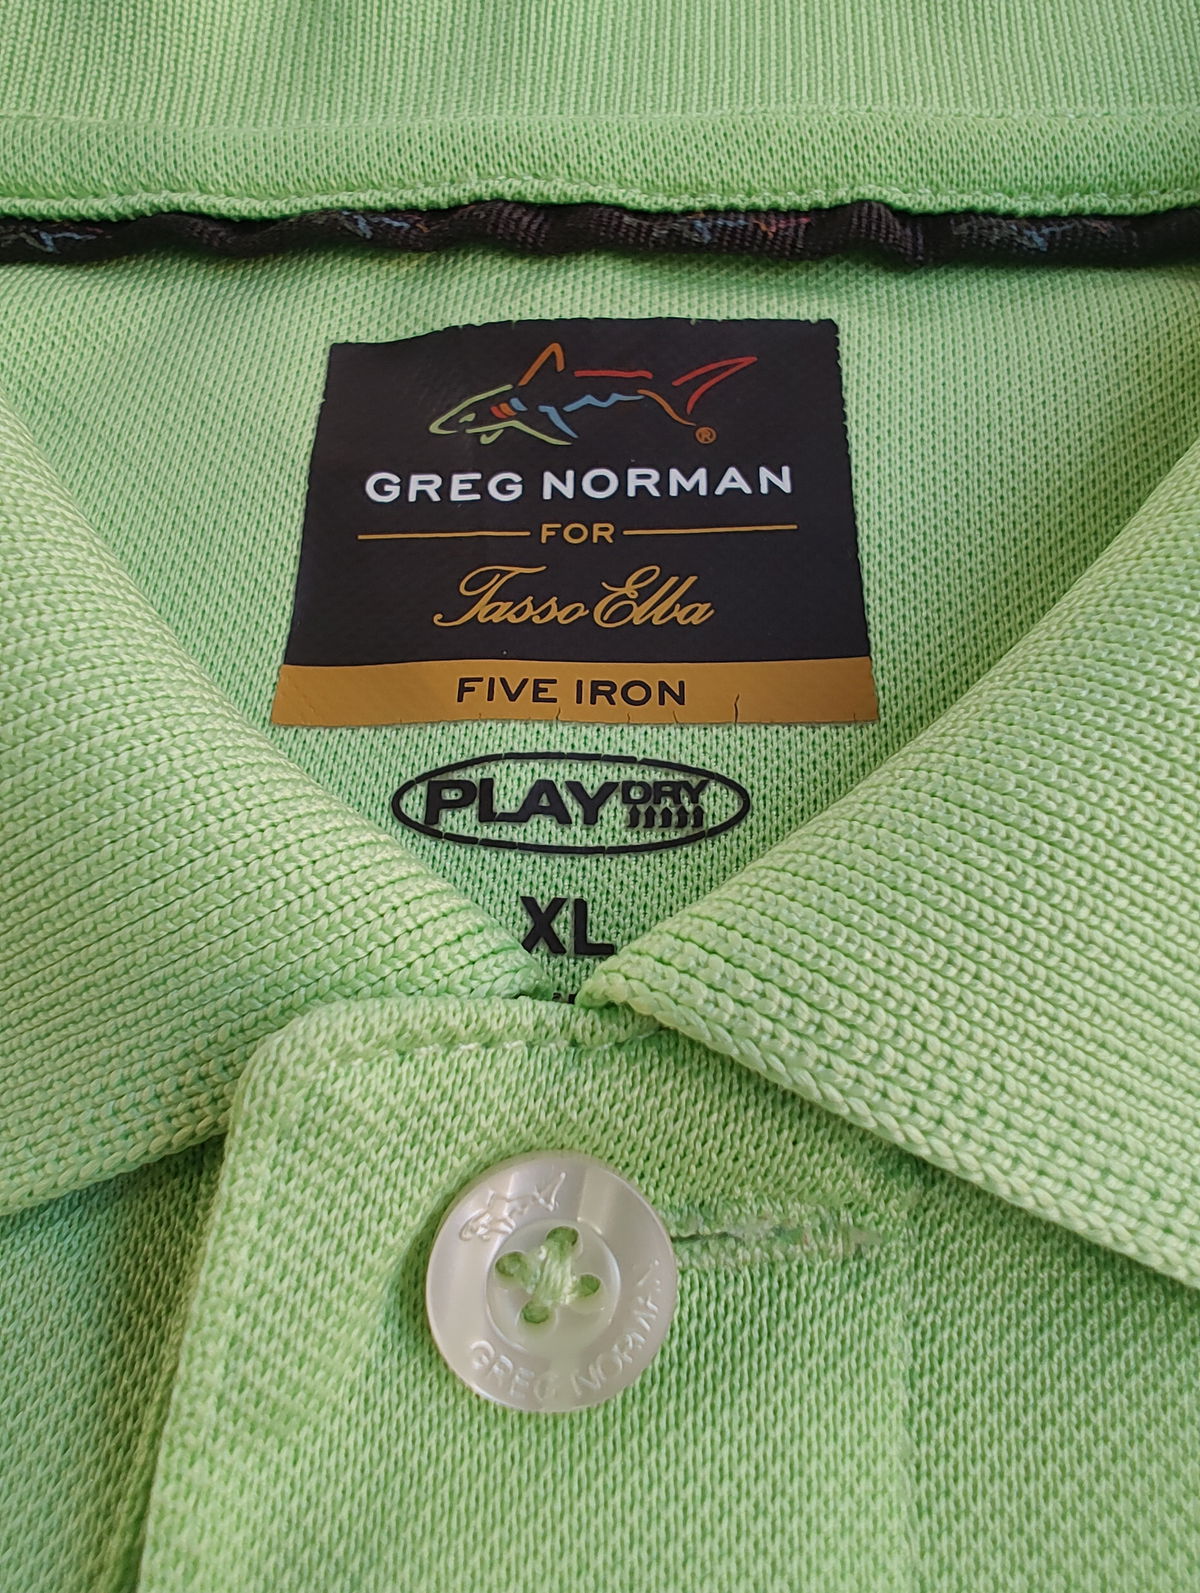 GREG NORMAN
FOR
Tasso Elba
FIVE IRON
PLAY DRY
XL
GREG NORMAN